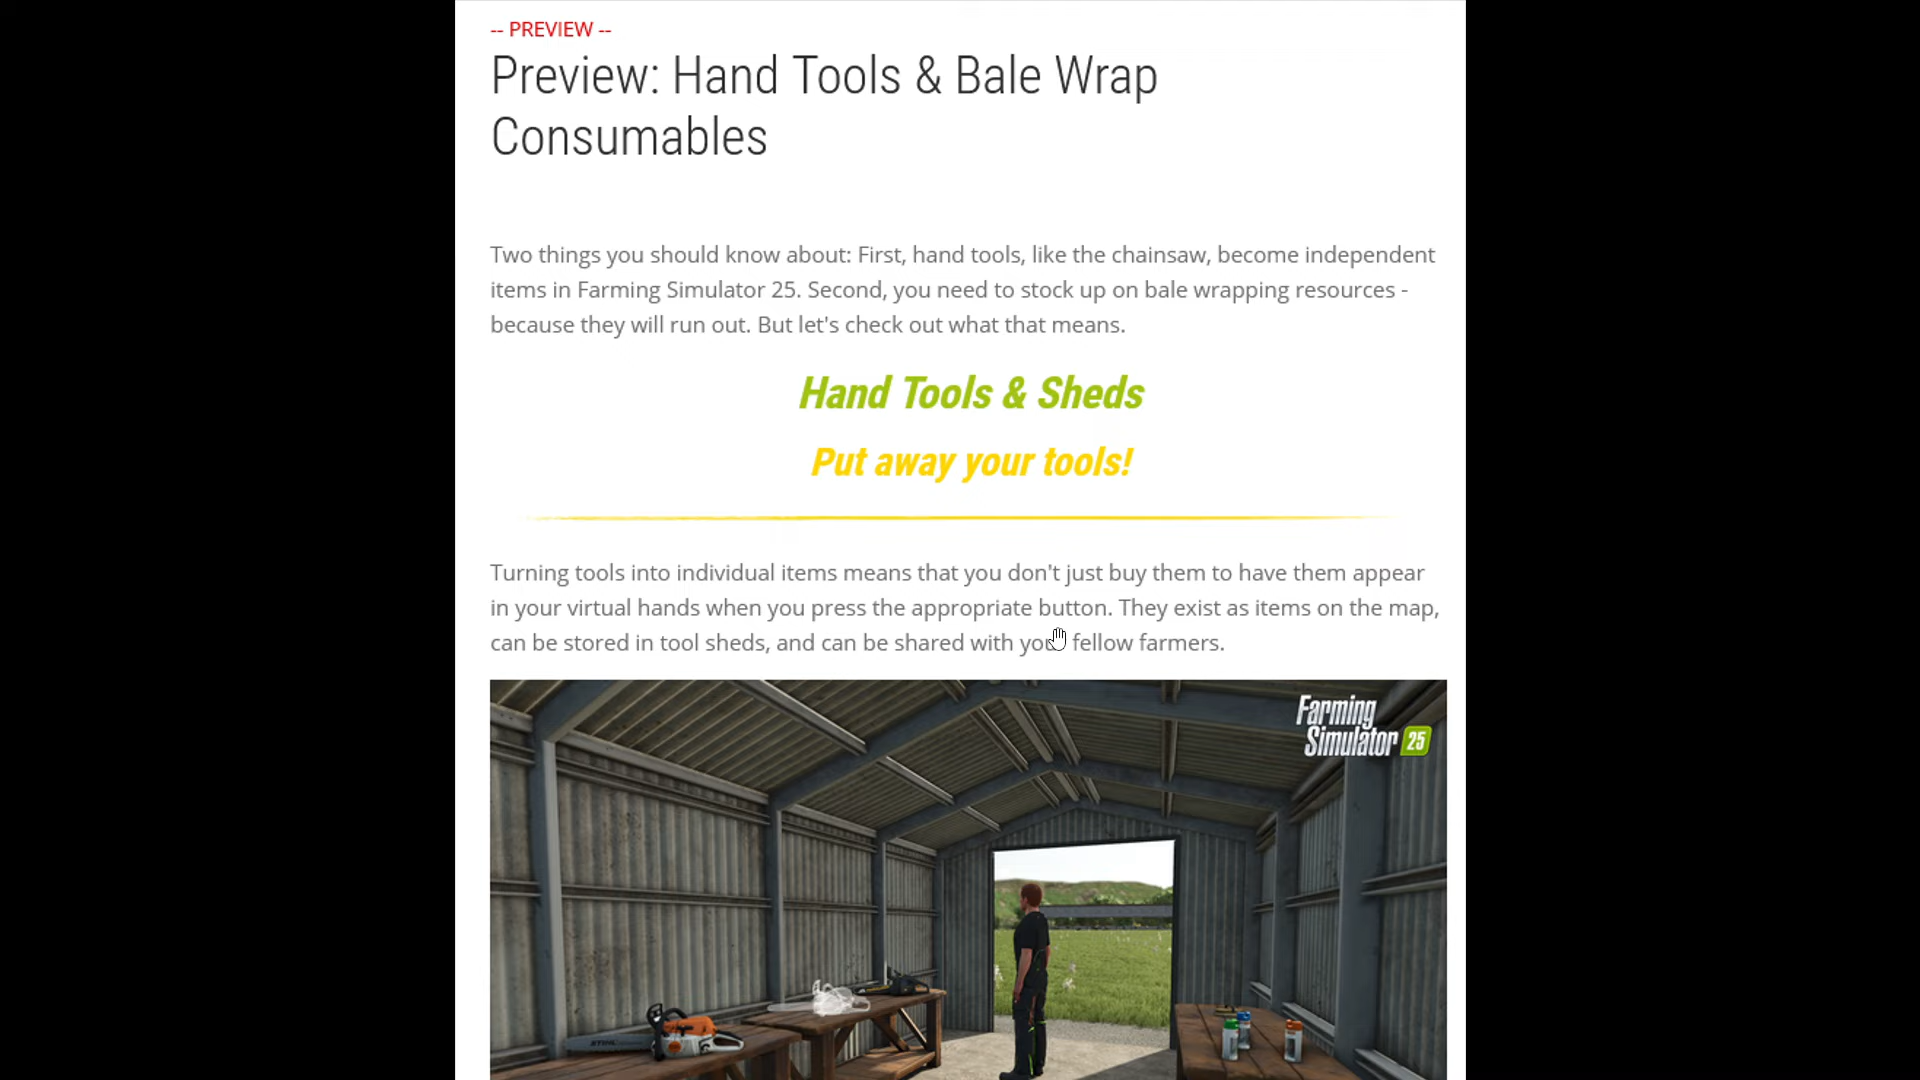 -- PREVIEW --
Preview: Hand Tools & Bale Wrap
Consumables
Two things you should know about: First, hand tools, like the chainsaw, become independent
items in Farming Simulator 25. Second, you need to stock up on bale wrapping resources -
because they will run out. But let's check out what that means.
Hand Tools & Sheds
Put away your tools!
Turning tools into individual items means that you don't just buy them to have them appear
in your virtual hands when you press the appropriate button. They exist as items on the map,
can be stored in tool sheds, and can be shared with your fellow farmers.
Farming
Simulator 25
STIHL